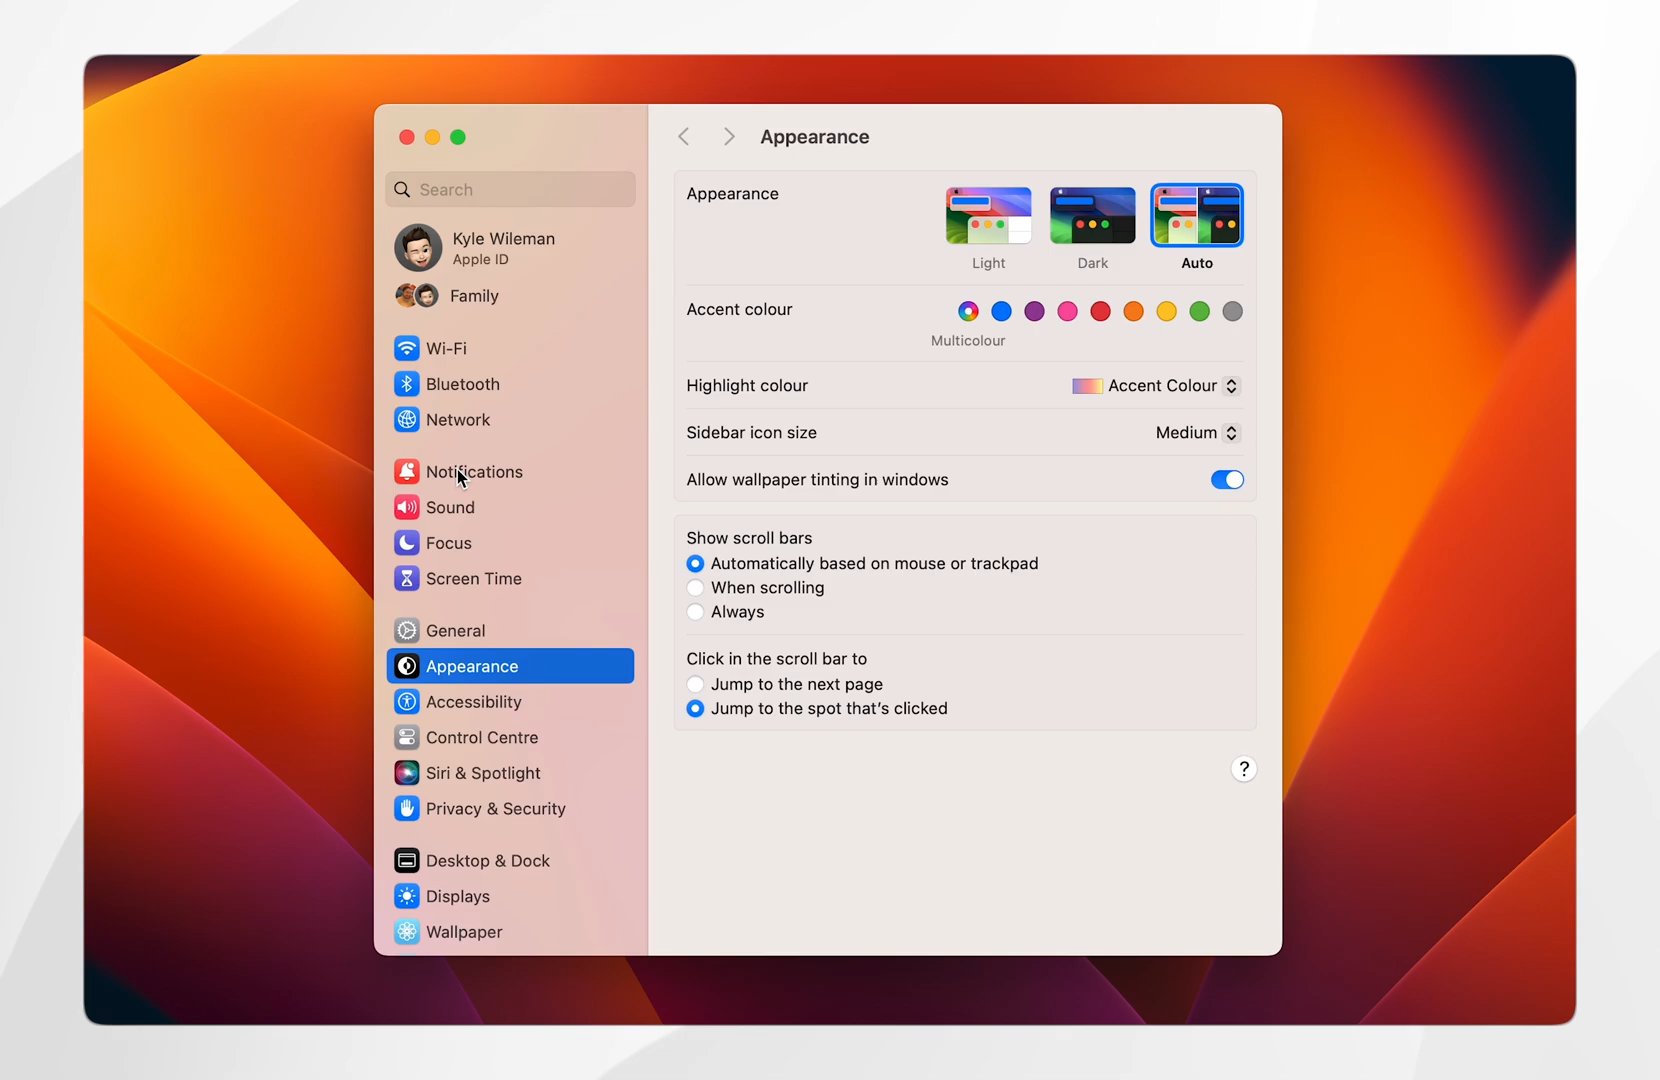 Search
Kyle Wileman
Apple ID
Family
Wi-Fi
Bluetooth
Network
Notifications
Sound
Focus
Screen Time
General
Appearance
Accessibility
Control Centre
Siri & Spotlight
Privacy & Security
Desktop & Dock
Displays
Wallpaper
Appearance
Appearance
Light
Dark
Auto
Accent colour
Multicolour
Highlight colour
Accent Colour
Sidebar icon size
Medium
Allow wallpaper tinting in windows
Show scroll bars
Automatically based on mouse or trackpad
When scrolling
Always
Click in the scroll bar to
Jump to the next page
Jump to the spot that's clicked
?